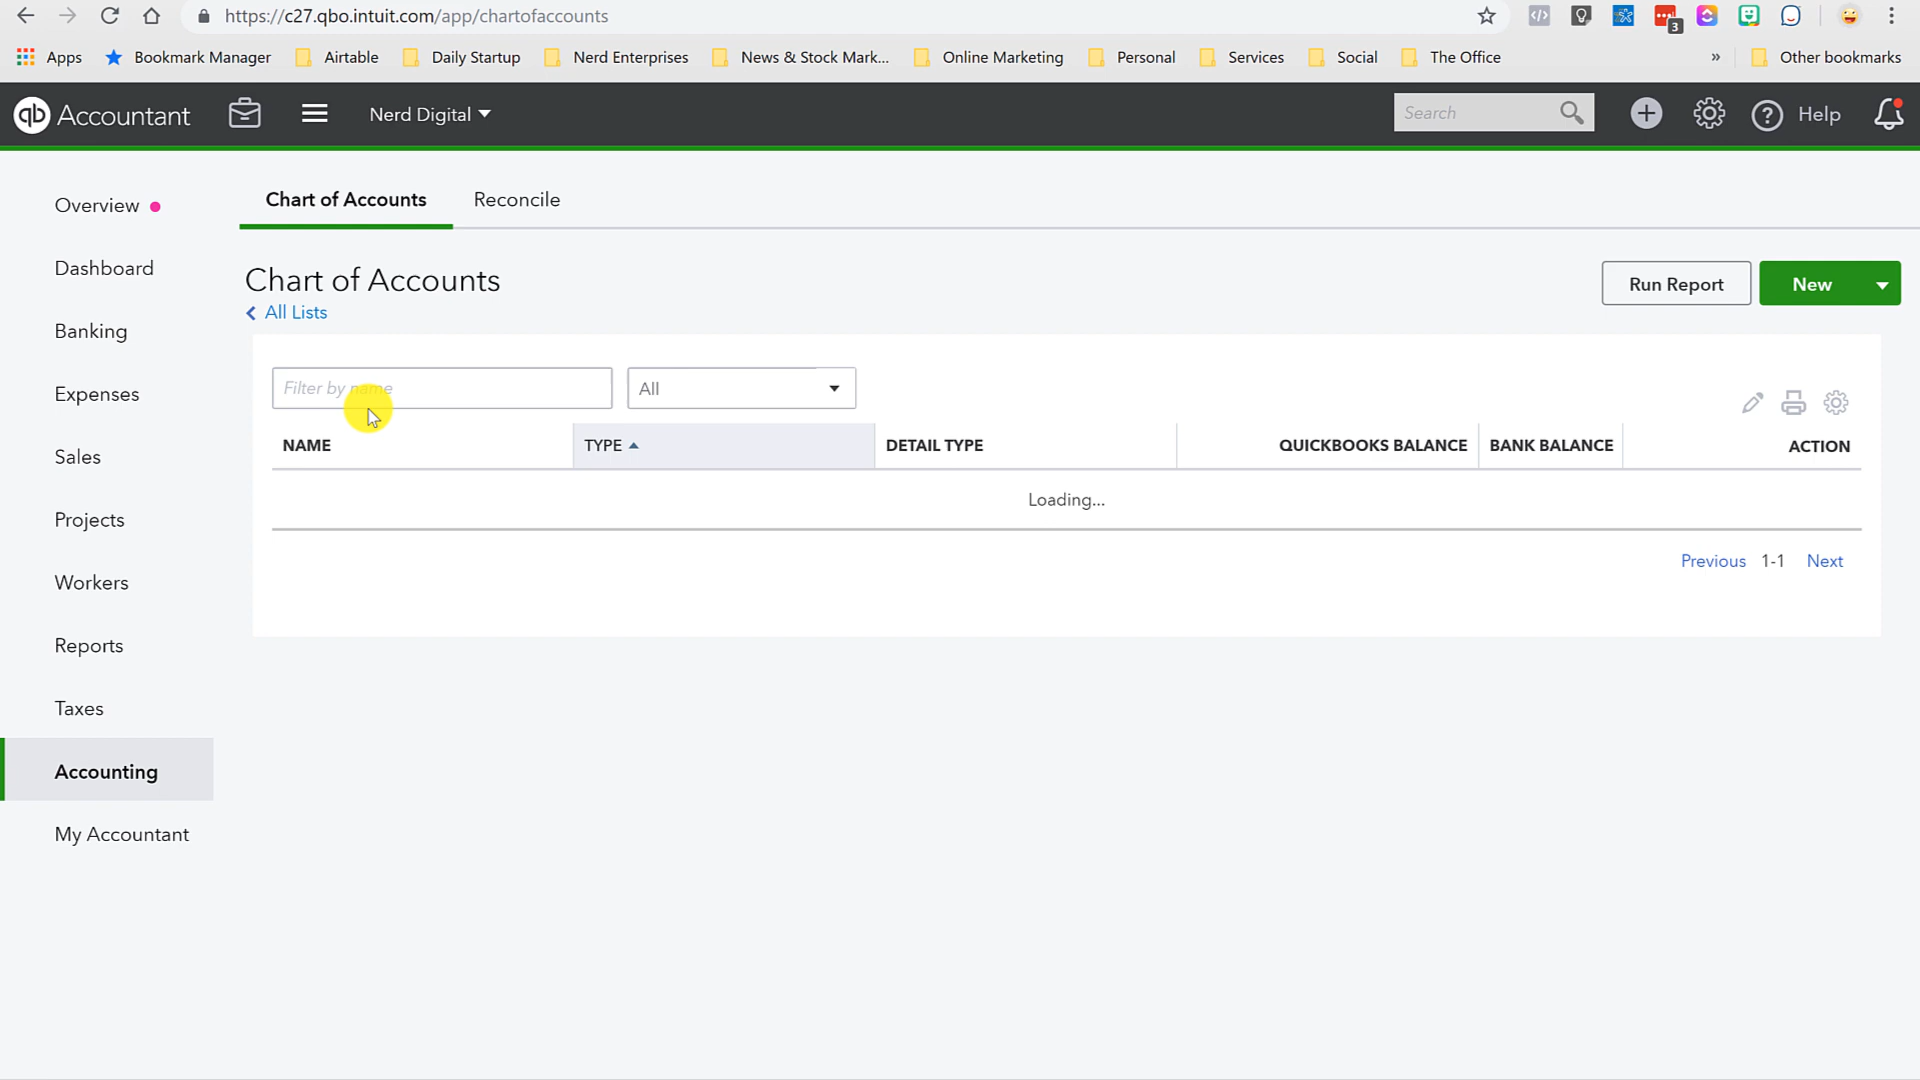 https://c27.qbo.intuit.com/app/chartofaccounts
3
Apps Bookmark Manager Airtable Daily Startup Nerd Enterprises News & Stock Mark... Online Marketing Personal Services Social The Office » Other bookmarks
qb Accountant Nerd Digital Search Help
Overview
Dashboard
Banking
Expenses
Sales
Projects
Workers
Reports
Taxes
Accounting
My Accountant
Chart of Accounts Reconcile
Chart of Accounts
All Lists
Run Report New
Filter by name All
NAME TYPE DETAIL TYPE QUICKBOOKS BALANCE BANK BALANCE ACTION
Loading...
Previous 1-1 Next